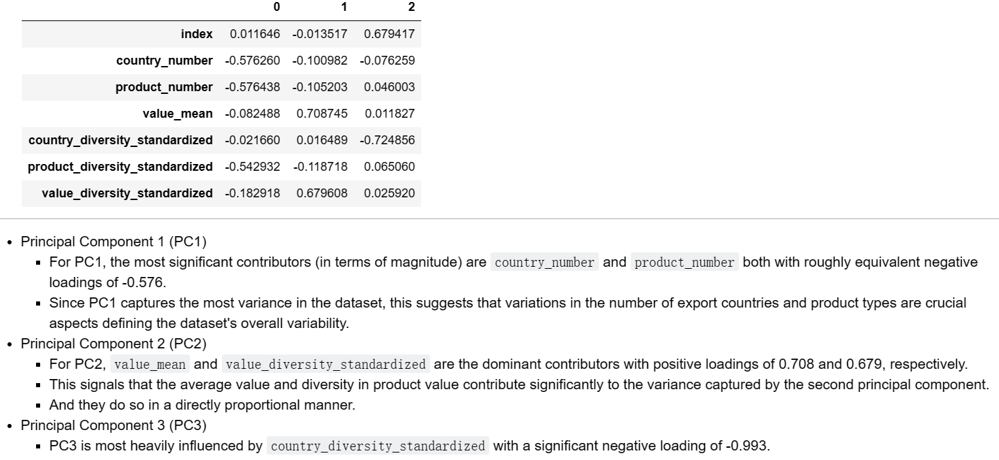 0 1 2
index 0.011646 -0.013517 0.679417
country_number -0.576260 -0.100982 -0.076259
product_number -0.576438 -0.105203 0.046003
value_mean -0.082488 0.708745 0.011827
country_diversity_standardized -0.021660 0.016489 -0.724856
product_diversity_standardized -0.542932 -0.118718 0.065060
value_diversity_standardized -0.182918 0.679608 0.025920
• Principal Component 1 (PC1)
▪ For PC1, the most significant contributors (in terms of magnitude) are country_number and product_number both with roughly equivalent negative
loadings of -0.576.
▪ Since PC1 captures the most variance in the dataset, this suggests that variations in the number of export countries and product types are crucial
aspects defining the dataset's overall variability.
• Principal Component 2 (PC2)
▪ For PC2, value_mean and value_diversity_standardized are the dominant contributors with positive loadings of 0.708 and 0.679, respectively.
▪ This signals that the average value and diversity in product value contribute significantly to the variance captured by the second principal component.
▪ And they do so in a directly proportional manner.
• Principal Component 3 (PC3)
▪ PC3 is most heavily influenced by country_diversity_standardized with a significant negative loading of -0.993.